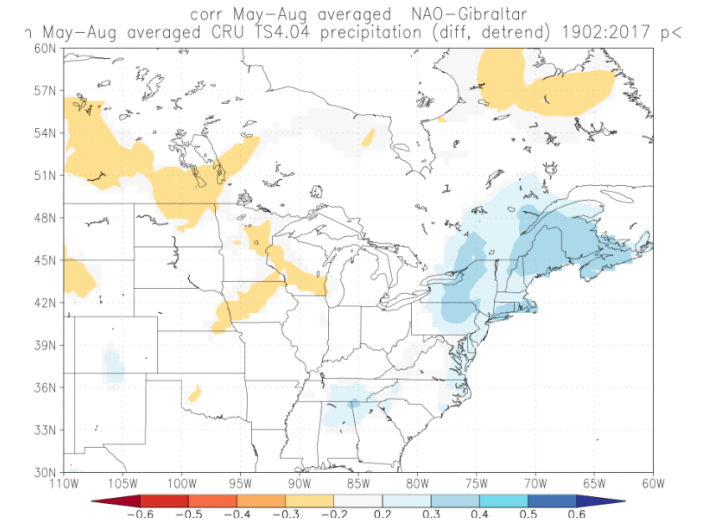 corr May-Aug averaged NAO-Gibraltar
May-Aug averaged CRU TS4.04 precipitation (diff, detrend) 1902:2017 p<
60N
57N
54N
51N
48N
45N
42N
39N
36N
33N
30N
110W 105W 100W 95W 90W 85W 80W 75W 70W 65W 60W
-0.6 -0.5 -0.4 -0.3 -0.2 0.2 0.3 0.4 0.5 0.6